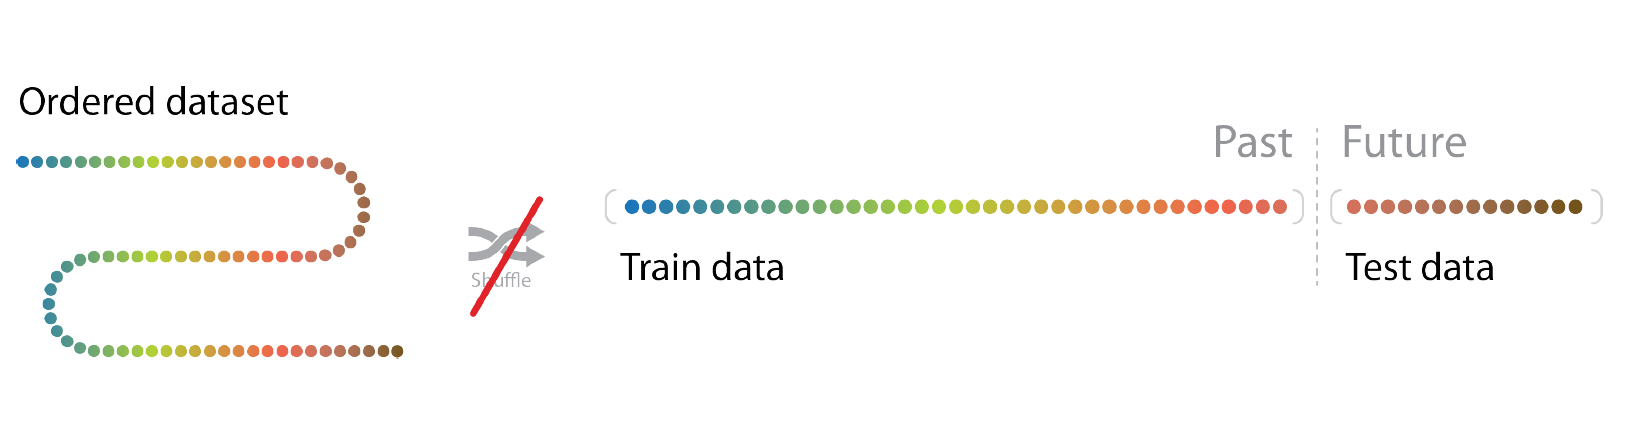 Ordered dataset
Shuffle
Past
Future
Train data
Test data